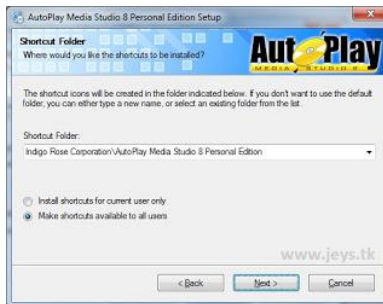 AutoPlay Media Studio 8 Personal Edition Setup
Shortcut Folder
Where would you like the shortcuts to be installed?
AutoPlay
MEDIA STUDIO 8
The shortcut icons will be created in the folder indicated below. If you don't want to use the default
folder, you can either type a new name, or select an existing folder from the list.
Shortcut Folder:
Indigo Rose Corporation\AutoPlay Media Studio 8 Personal Edition
Install shortcuts for current user only
Make shortcuts available to all users
www.jeys.tk
< Back
Next >
Cancel